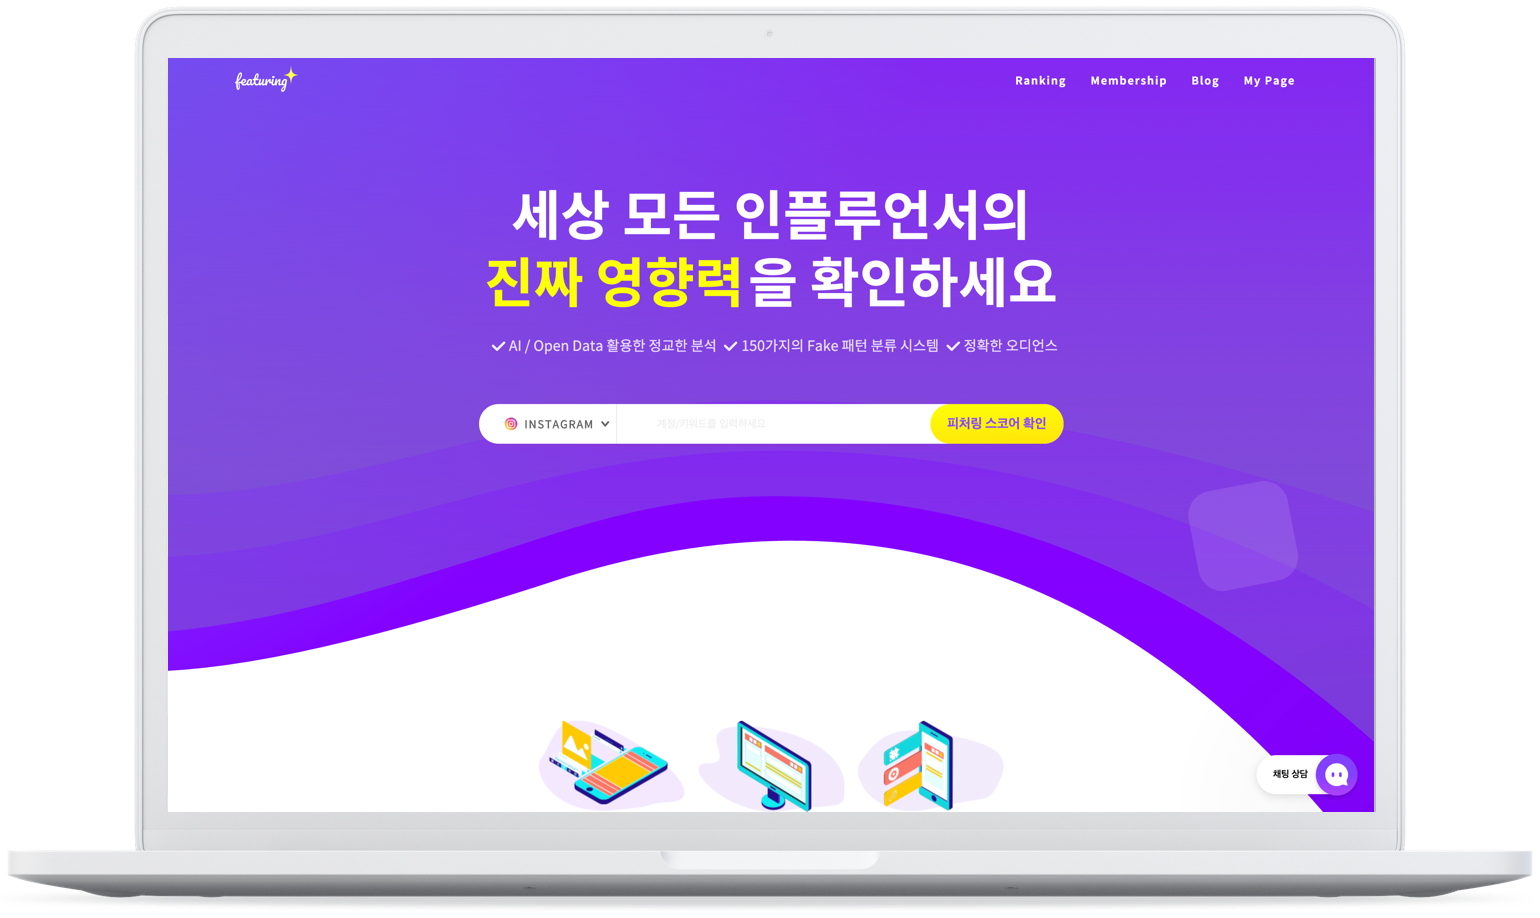 featuring
Ranking Membership Blog My Page
세상 모든 인플루언서의
진짜 영향력을 확인하세요
AI / Open Data 활용한 정교한 분석 150가지의 Fake 패턴 분류 시스템 정확한 오디언스
INSTAGRAM 계정/키워드를 입력하세요 피처링 스코어 확인
채팅 상담